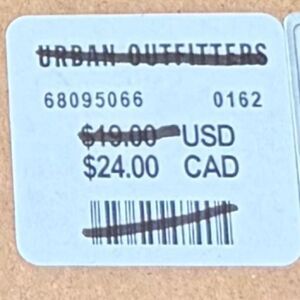 URBAN OUTFITTERS
68095066 0162
$19.00 USD
$24.00 CAD